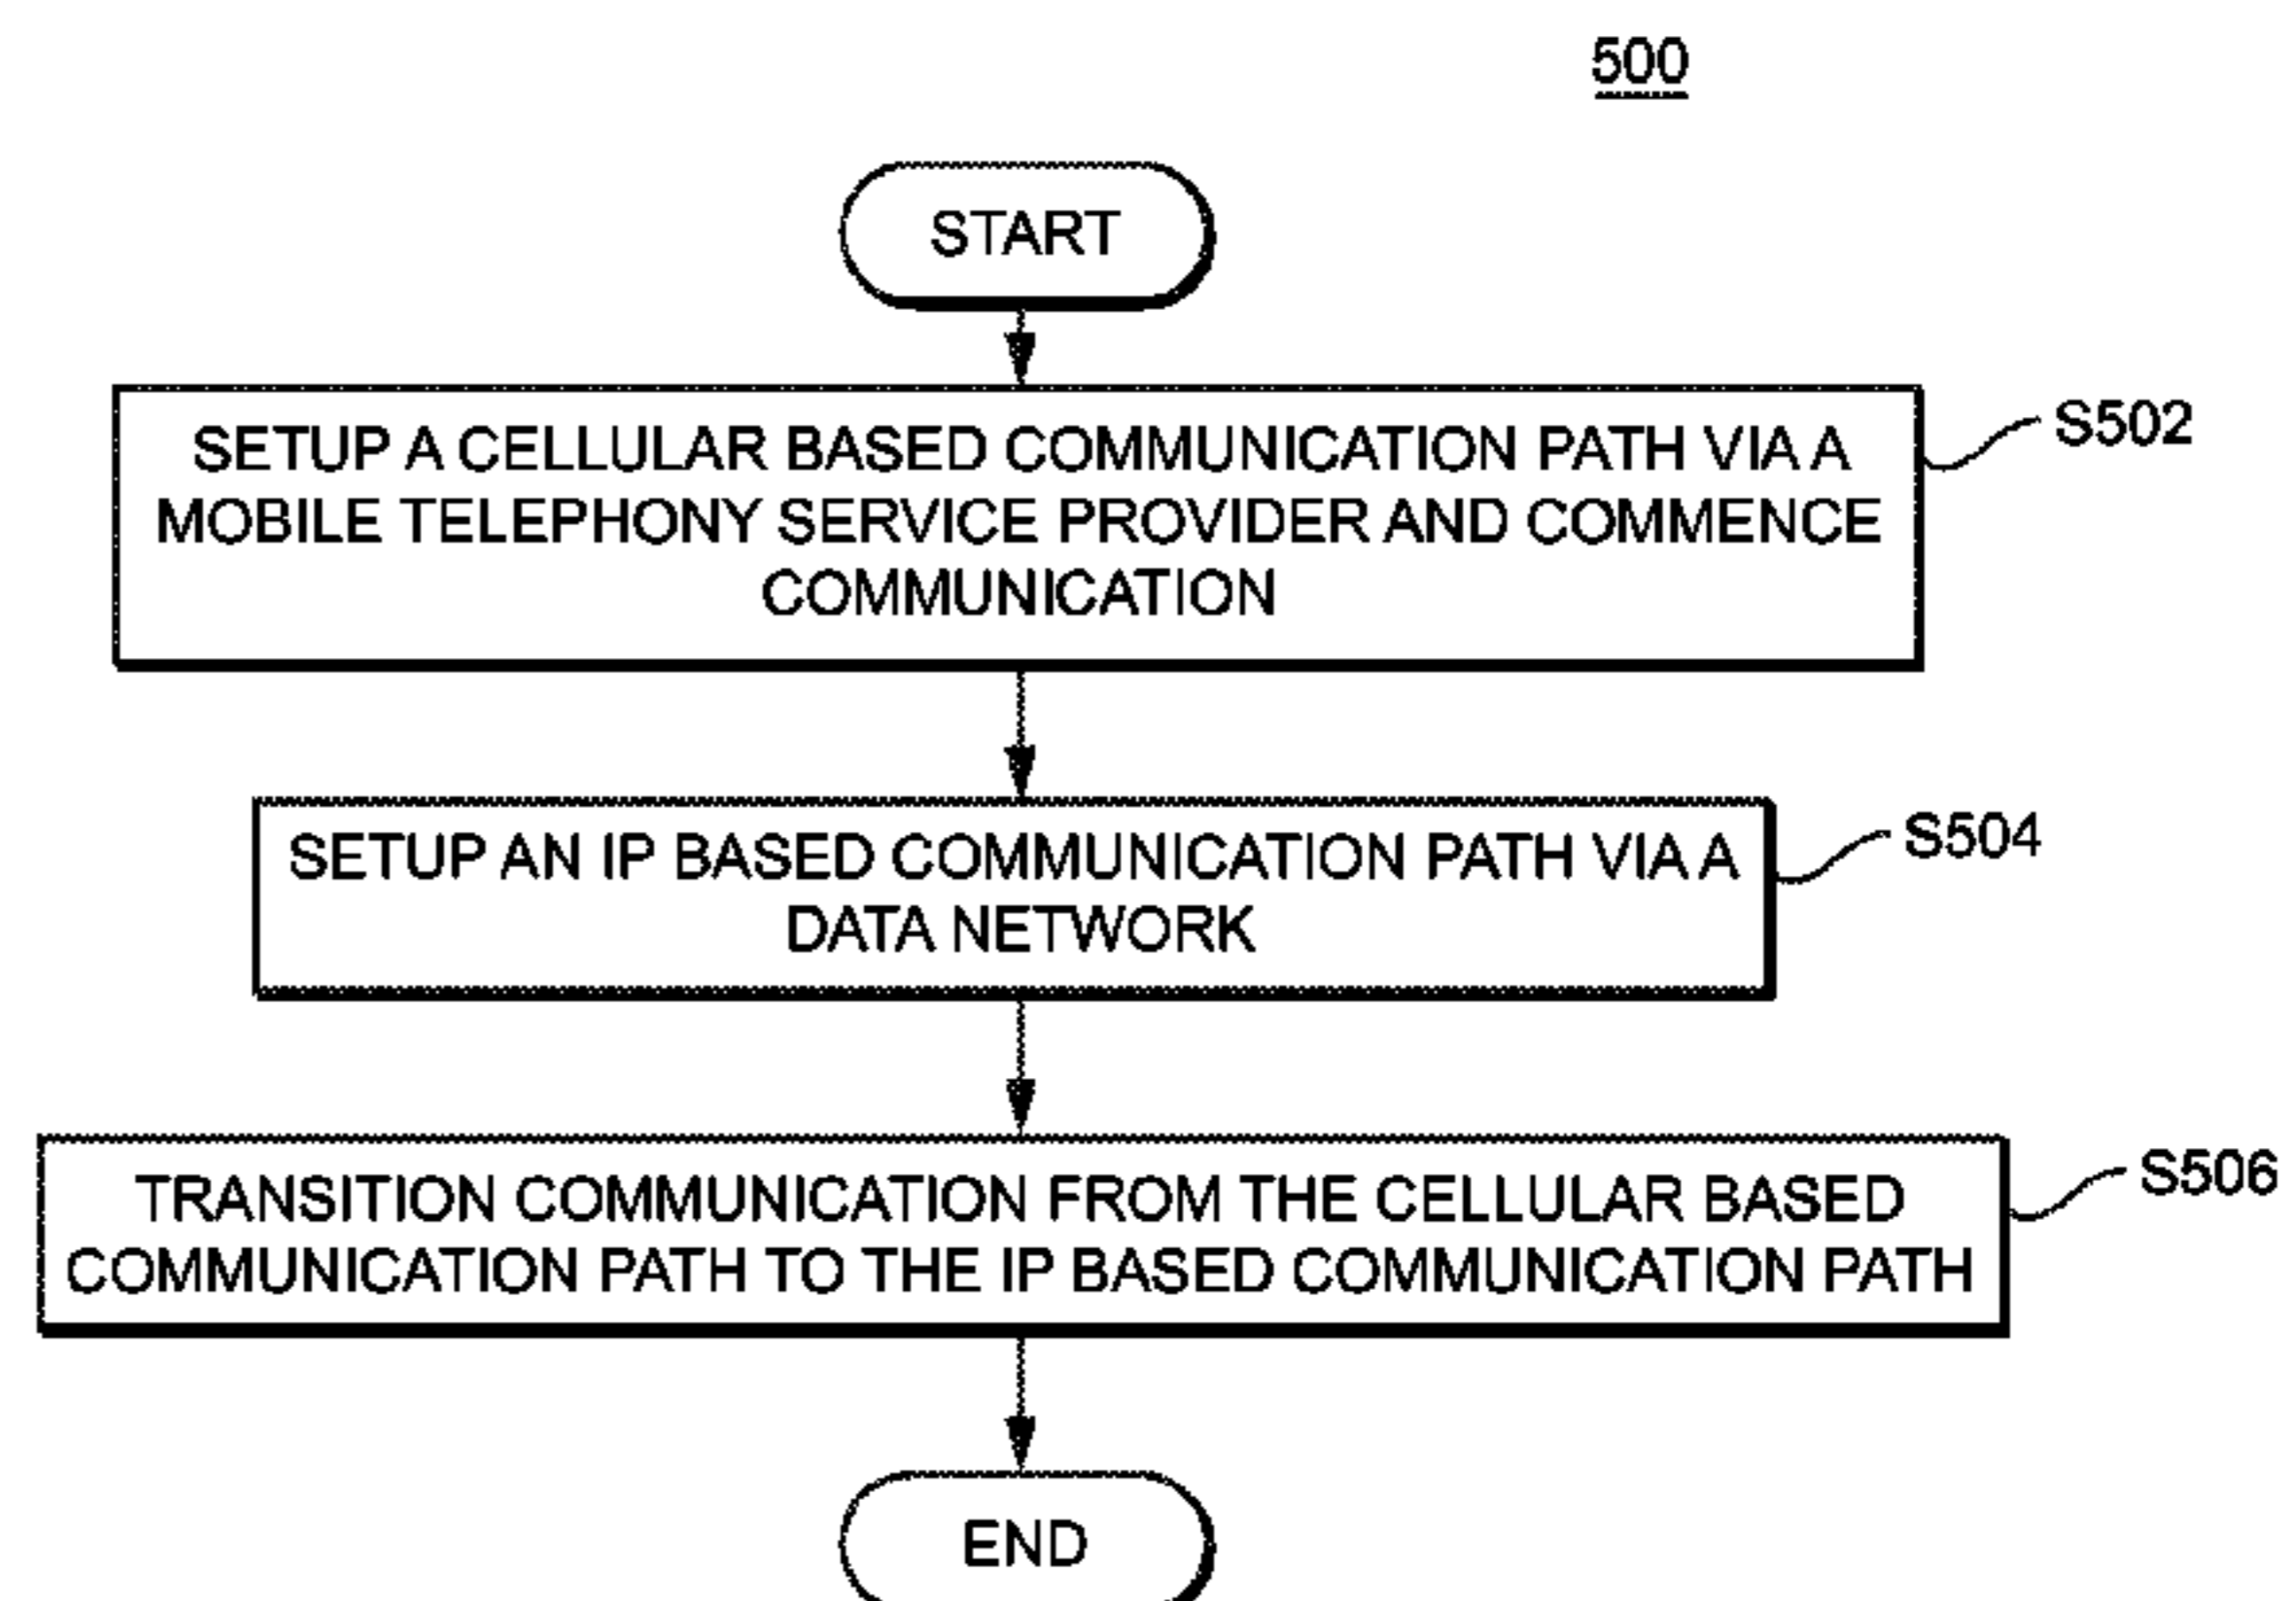 500
START
SETUP A CELLULAR BASED COMMUNICATION PATH VIA A
MOBILE TELEPHONY SERVICE PROVIDER AND COMMENCE
COMMUNICATION
S502
SETUP AN IP BASED COMMUNICATION PATH VIA A
DATA NETWORK
S504
TRANSITION COMMUNICATION FROM THE CELLULAR BASED
COMMUNICATION PATH TO THE IP BASED COMMUNICATION PATH
S506
END